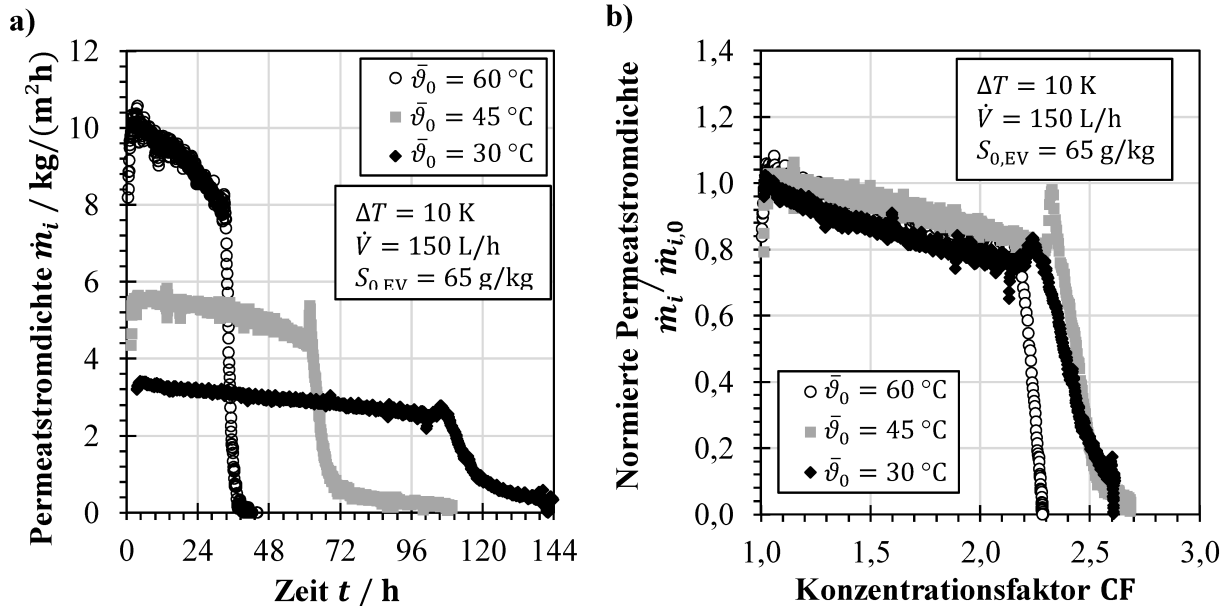 a)
Permeatstromdichte ṁᵢ / kg/(m²h)
12
10
8
6
4
2
0
0 24 48 72 96 120 144
Zeit t / h
ϑ̄₀ = 60 °C
ϑ̄₀ = 45 °C
ϑ̄₀ = 30 °C
ΔT = 10 K
V̇ = 150 L/h
S₀,EV = 65 g/kg
b)
Normierte Permeatstromdichte
ṁᵢ/ṁᵢ,₀
1,4
1,2
1,0
0,8
0,6
0,4
0,2
0,0
1,0 1,5 2,0 2,5 3,0
Konzentrationsfaktor CF
ΔT = 10 K
V̇ = 150 L/h
S₀,EV = 65 g/kg
ϑ̄₀ = 60 °C
ϑ̄₀ = 45 °C
ϑ̄₀ = 30 °C